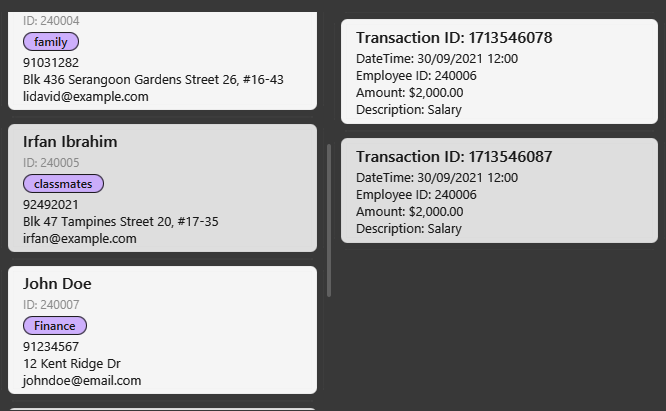 ID: 240004
family
91031282
Blk 436 Serangoon Gardens Street 26, #16-43
lidavid@example.com
Irfan Ibrahim
ID: 240005
classmates
92492021
Blk 47 Tampines Street 20, #17-35
irfan@example.com
John Doe
ID: 240007
Finance
91234567
12 Kent Ridge Dr
johndoe@email.com
Transaction ID: 1713546078
DateTime: 30/09/2021 12:00
Employee ID: 240006
Amount: $2,000.00
Description: Salary
Transaction ID: 1713546087
DateTime: 30/09/2021 12:00
Employee ID: 240006
Amount: $2,000.00
Description: Salary